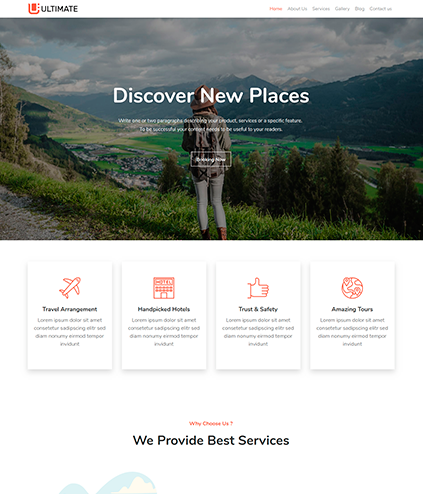 ULTIMATE
Home About Us Services Gallery Blog Contact us
Discover New Places
Write one or two paragraphs describing your product, services or a specific feature.
To be successful your content needs to be useful to your readers.
Booking Now
Travel Arrangement
Lorem ipsum dolor sit amet
consetetur sadipscing elitr sed
diam nonumy eirmod tempor
invidunt
Handpicked Hotels
Lorem ipsum dolor sit amet
consetetur sadipscing elitr sed
diam nonumy eirmod tempor
invidunt
Trust & Safety
Lorem ipsum dolor sit amet
consetetur sadipscing elitr sed
diam nonumy eirmod tempor
invidunt
Amazing Tours
Lorem ipsum dolor sit amet
consetetur sadipscing elitr sed
diam nonumy eirmod tempor
invidunt
Why Choose Us ?
We Provide Best Services